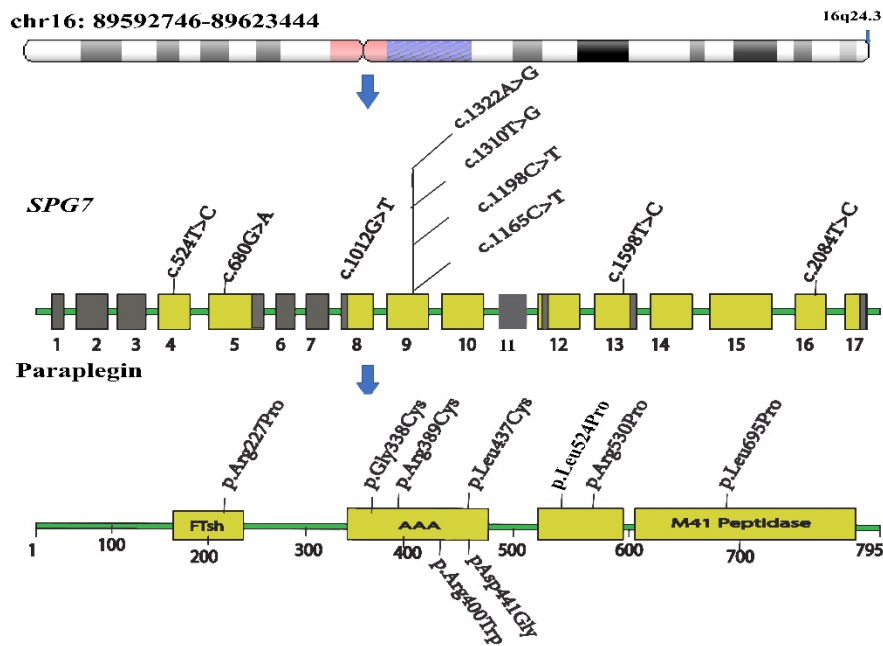 chr16: 89592746-89623444
16q24.3
c.1322A>G
c.1310T>G
c.1198C>T
c.1165C>T
SPG7
c.524T>C
c.680G>A
c.1012G>T
c.1598T>C
c.2084T>C
1 2 3 4 5 6 7 8 9 10 11 12 13 14 15 16 17
Paraplegin
p.Arg227Pro
p.Gly338Cys
p.Arg389Cys
p.Leu437Cys
p.Leu524Pro
p.Arg530Pro
p.Leu695Pro
FTsh
AAA
M41 Peptidase
1 100 200 300 400 500 600 700 795
p.Arg400Trp
pAsp441Gly